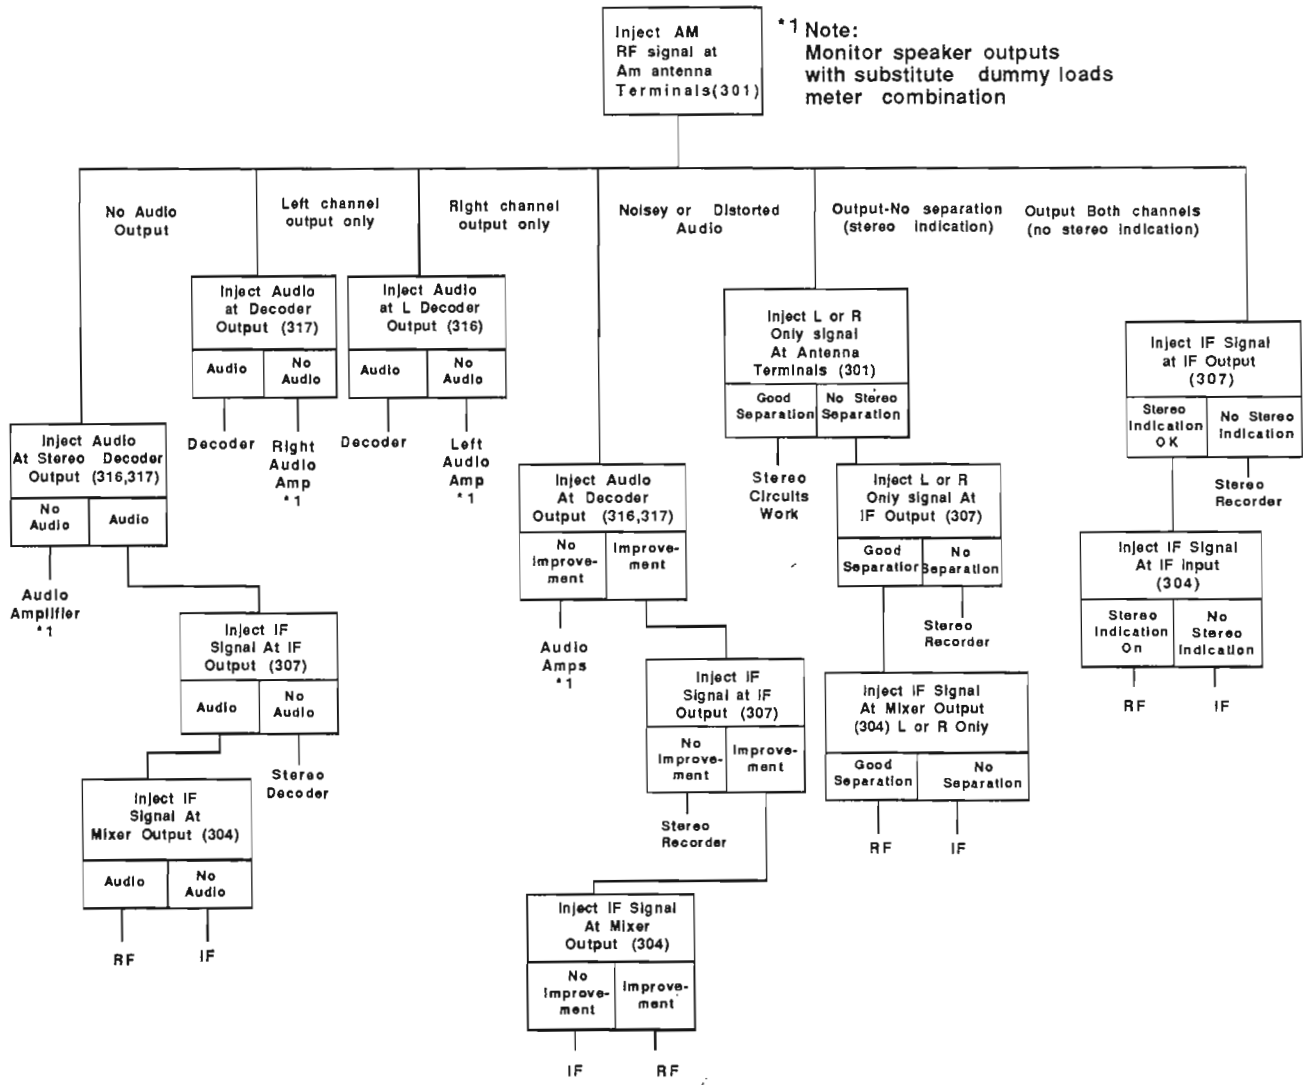 Inject AM
RF signal at
Am antenna
Terminals(301)
*1 Note:
Monitor speaker outputs
with substitute dummy loads
meter combination
No Audio
Output
Left channel
output only
Right channel
output only
Noisey or Distorted
Audio
Output-No separation
(stereo indication)
Output Both channels
(no stereo indication)
Inject Audio
at Decoder
Output (317)
Audio
No
Audio
Decoder
Right
Audio
Amp
*1
Inject Audio
at L Decoder
Output (316)
Audio
No
Audio
Decoder
Left
Audio
Amp
*1
Inject Audio
At Stereo Decoder
Output (316,317)
No
Audio
Audio
Audio
Amplifier
*1
Inject IF
Signal At IF
Output (307)
Audio
No
Audio
Stereo
Decoder
Inject IF
Signal At
Mixer Output (304)
Audio
No
Audio
RF
IF
Inject Audio
At Decoder
Output (316,317)
No
Improve-
ment
Improve-
ment
Audio
Amps
*1
Inject IF
Signal at IF
Output (307)
No
Improve-
ment
Improve-
ment
Stereo
Recorder
Inject IF Signal
At Mixer
Output (304)
No
Improve-
ment
Improve-
ment
IF
RF
Inject L or R
Only signal
At Antenna
Terminals (301)
Good
Separation
No Stereo
Separation
Stereo
Circuits
Work
Inject L or R
Only signal At
IF Output (307)
Good
Separation
No
Separation
Stereo
Recorder
Inject IF Signal
At Mixer Output
(304) L or R Only
Good
Separation
No
Separation
RF
IF
Inject IF Signal
at IF Output
(307)
Stereo
Indication
OK
No Stereo
Indication
Stereo
Recorder
Inject IF Signal
At IF Input
(304)
Stereo
Indication
On
No
Stereo
Indication
RF
IF